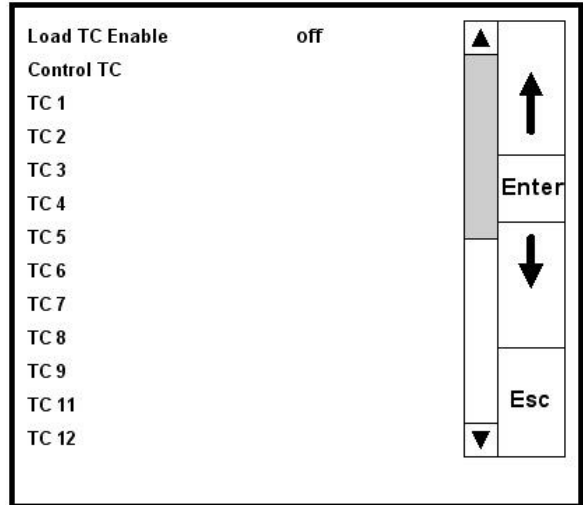 Load TC Enable off
Control TC
TC 1
TC 2
TC 3
TC 4
TC 5
TC 6
TC 7
TC 8
TC 9
TC 11
TC 12
Enter
Esc